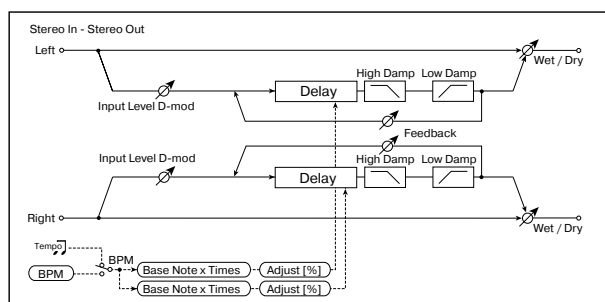 Stereo In - Stereo Out
Left
Wet / Dry
High Damp Low Damp
Delay
Input Level D-mod
Feedback
Input Level D-mod
High Damp Low Damp
Delay
Right
Wet / Dry
Tempo
BPM
BPM
Base Note x Times Adjust [%]
Base Note x Times Adjust [%]